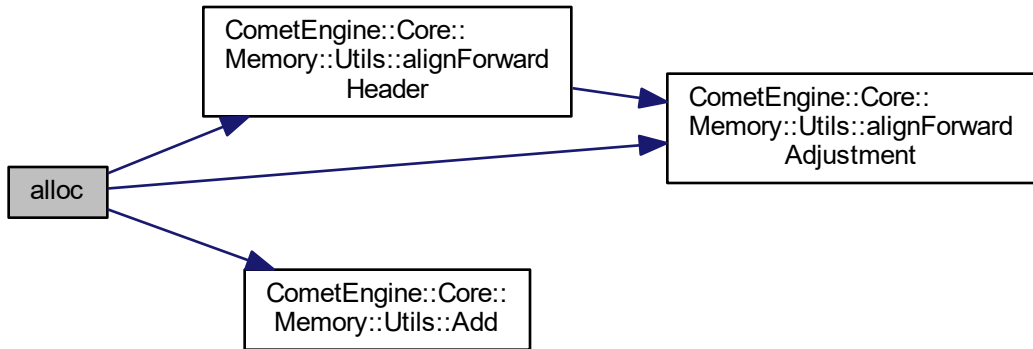 CometEngine::Core::
Memory::Utils::alignForward
Header
CometEngine::Core::
Memory::Utils::alignForward
Adjustment
alloc
CometEngine::Core::
Memory::Utils::Add